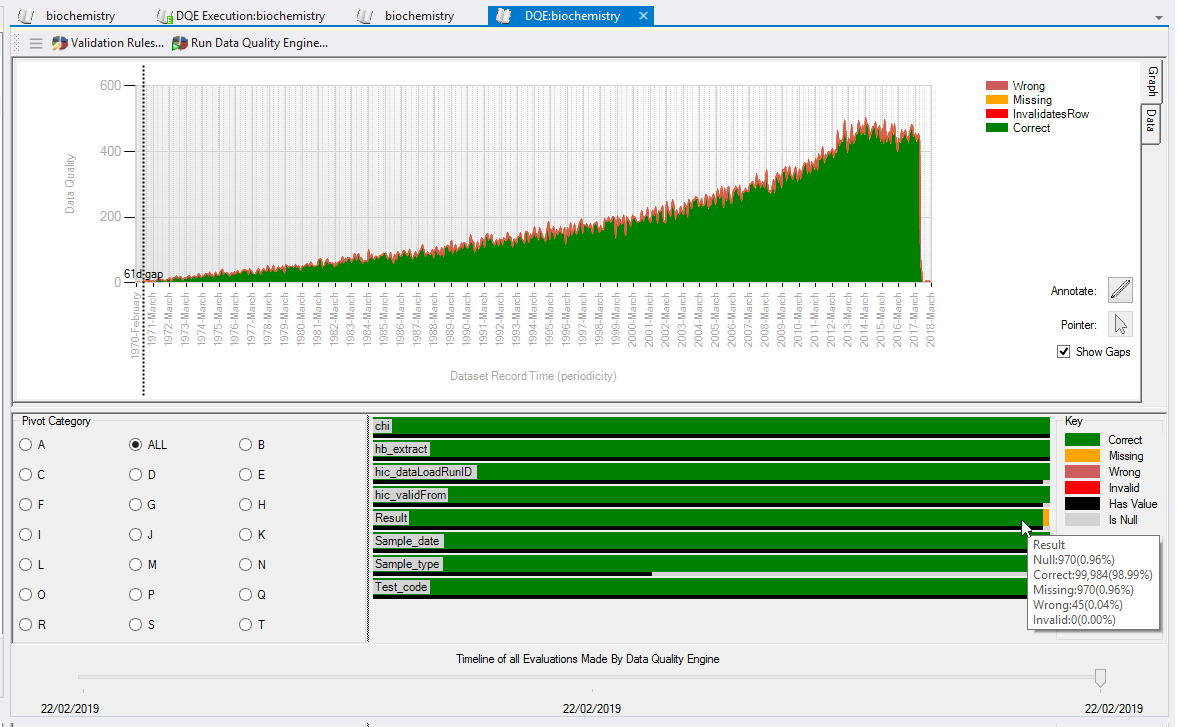 biochemistry
DQE Execution:biochemistry
biochemistry
DQE:biochemistry
Validation Rules...
Run Data Quality Engine...
Graph
Data
Wrong
Missing
InvalidatesRow
Correct
600
400
200
0
Data Quality
61d gap
1970-February
1971-March
1972-March
1973-March
1974-March
1975-March
1976-March
1977-March
1978-March
1979-March
1980-March
1981-March
1982-March
1983-March
1984-March
1985-March
1986-March
1987-March
1988-March
1989-March
1990-March
1991-March
1992-March
1993-March
1994-March
1995-March
1996-March
1997-March
1998-March
1999-March
2000-March
2001-March
2002-March
2003-March
2004-March
2005-March
2006-March
2007-March
2008-March
2009-March
2010-March
2011-March
2012-March
2013-March
2014-March
2015-March
2016-March
2017-March
2018-March
Dataset Record Time (periodicity)
Annotate:
Pointer:
Show Gaps
Pivot Category
A ALL B
C D E
F G H
I J K
L M N
O P Q
R S T
chi
hb_extract
hic_dataLoadRunID
hic_validFrom
Result
Sample_date
Sample_type
Test_code
Key
Correct
Missing
Wrong
Invalid
Has Value
Is Null
Result
Null:970(0.96%)
Correct:99,984(98.99%)
Missing:970(0.96%)
Wrong:45(0.04%)
Invalid:0(0.00%)
Timeline of all Evaluations Made By Data Quality Engine
22/02/2019 22/02/2019 22/02/2019